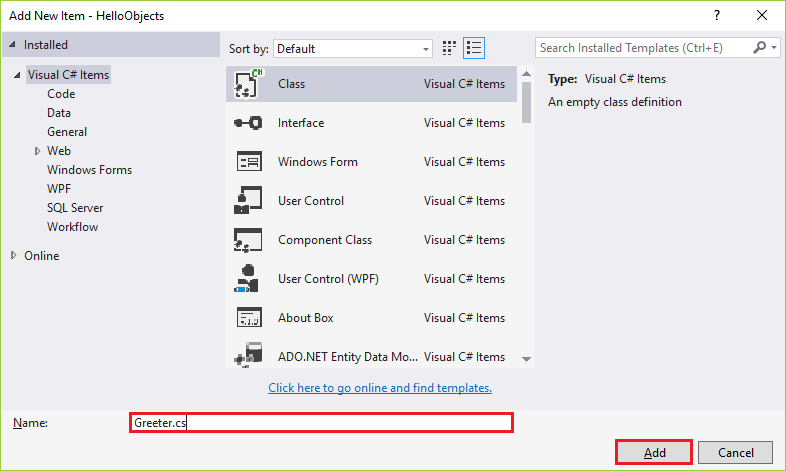 Add New Item - HelloObjects
Installed
Sort by: Default
Search Installed Templates (Ctrl+E)
Visual C# Items
Code
Data
General
Web
Windows Forms
WPF
SQL Server
Workflow
Online
Class Visual C# Items
Interface Visual C# Items
Windows Form Visual C# Items
User Control Visual C# Items
Component Class Visual C# Items
User Control (WPF) Visual C# Items
About Box Visual C# Items
ADO.NET Entity Data Mo... Visual C# Items
Type: Visual C# Items
An empty class definition
Click here to go online and find templates.
Name: Greeter.cs
Add Cancel